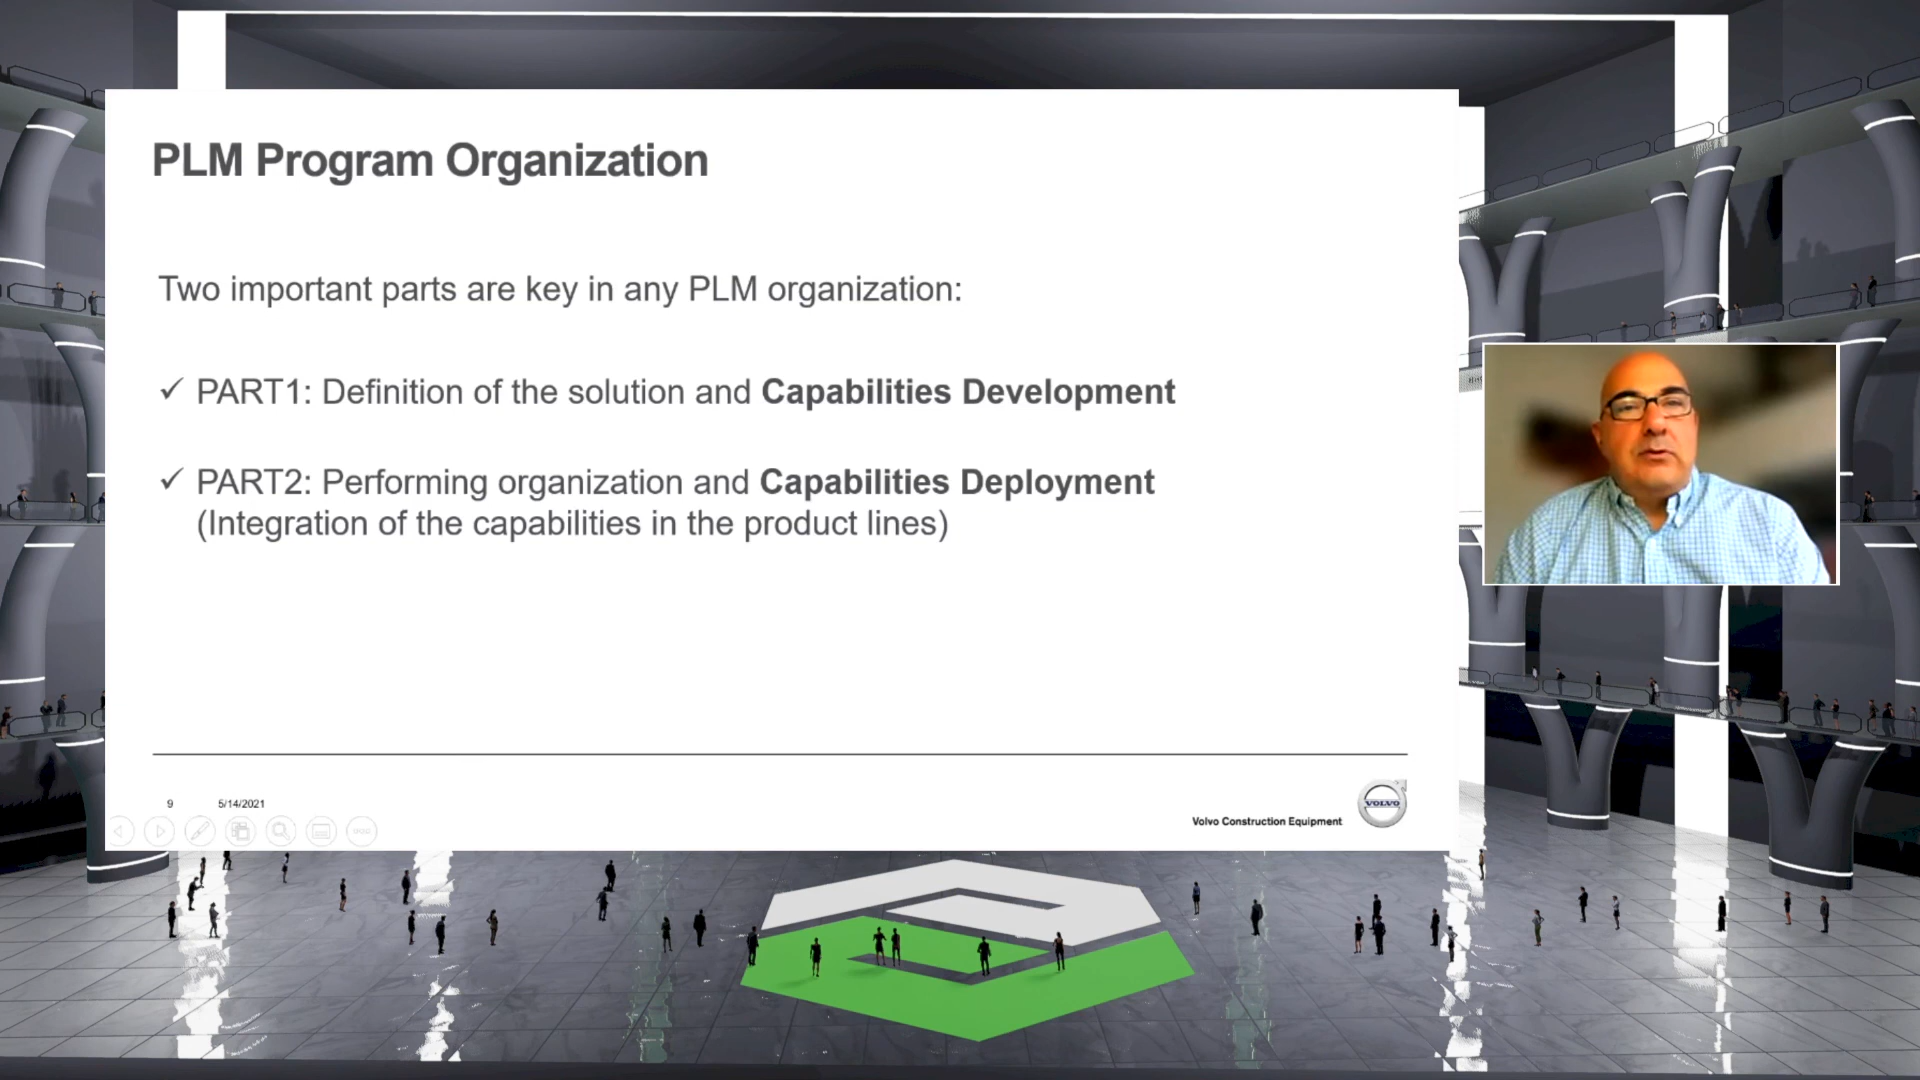 PLM Program Organization
Two important parts are key in any PLM organization:
✓ PART1: Definition of the solution and Capabilities Development
✓ PART2: Performing organization and Capabilities Deployment
(Integration of the capabilities in the product lines)
9 5/14/2021
Volvo Construction Equipment
VOLVO